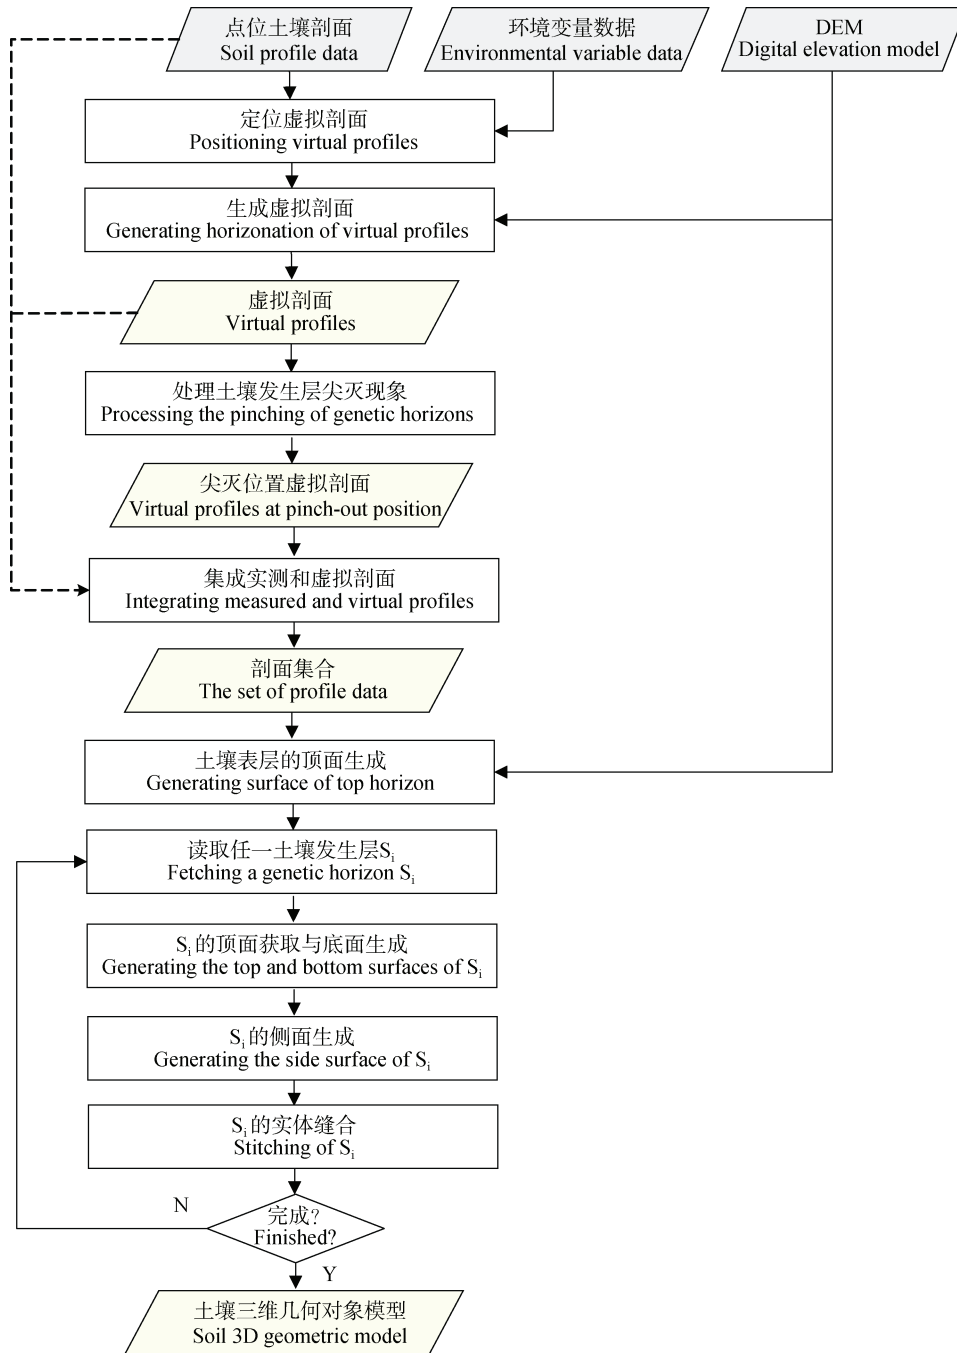 点位土壤剖面
Soil profile data
环境变量数据
Environmental variable data
DEM
Digital elevation model
定位虚拟剖面
Positioning virtual profiles
生成虚拟剖面
Generating horizonation of virtual profiles
虚拟剖面
Virtual profiles
处理土壤发生层尖灭现象
Processing the pinching of genetic horizons
尖灭位置虚拟剖面
Virtual profiles at pinch-out position
集成实测和虚拟剖面
Integrating measured and virtual profiles
剖面集合
The set of profile data
土壤表层的顶面生成
Generating surface of top horizon
读取任一土壤发生层Si
Fetching a genetic horizon Si
Si的顶面获取与底面生成
Generating the top and bottom surfaces of Si
Si的侧面生成
Generating the side surface of Si
Si的实体缝合
Stitching of Si
N
完成?
Finished?
Y
土壤三维几何对象模型
Soil 3D geometric model